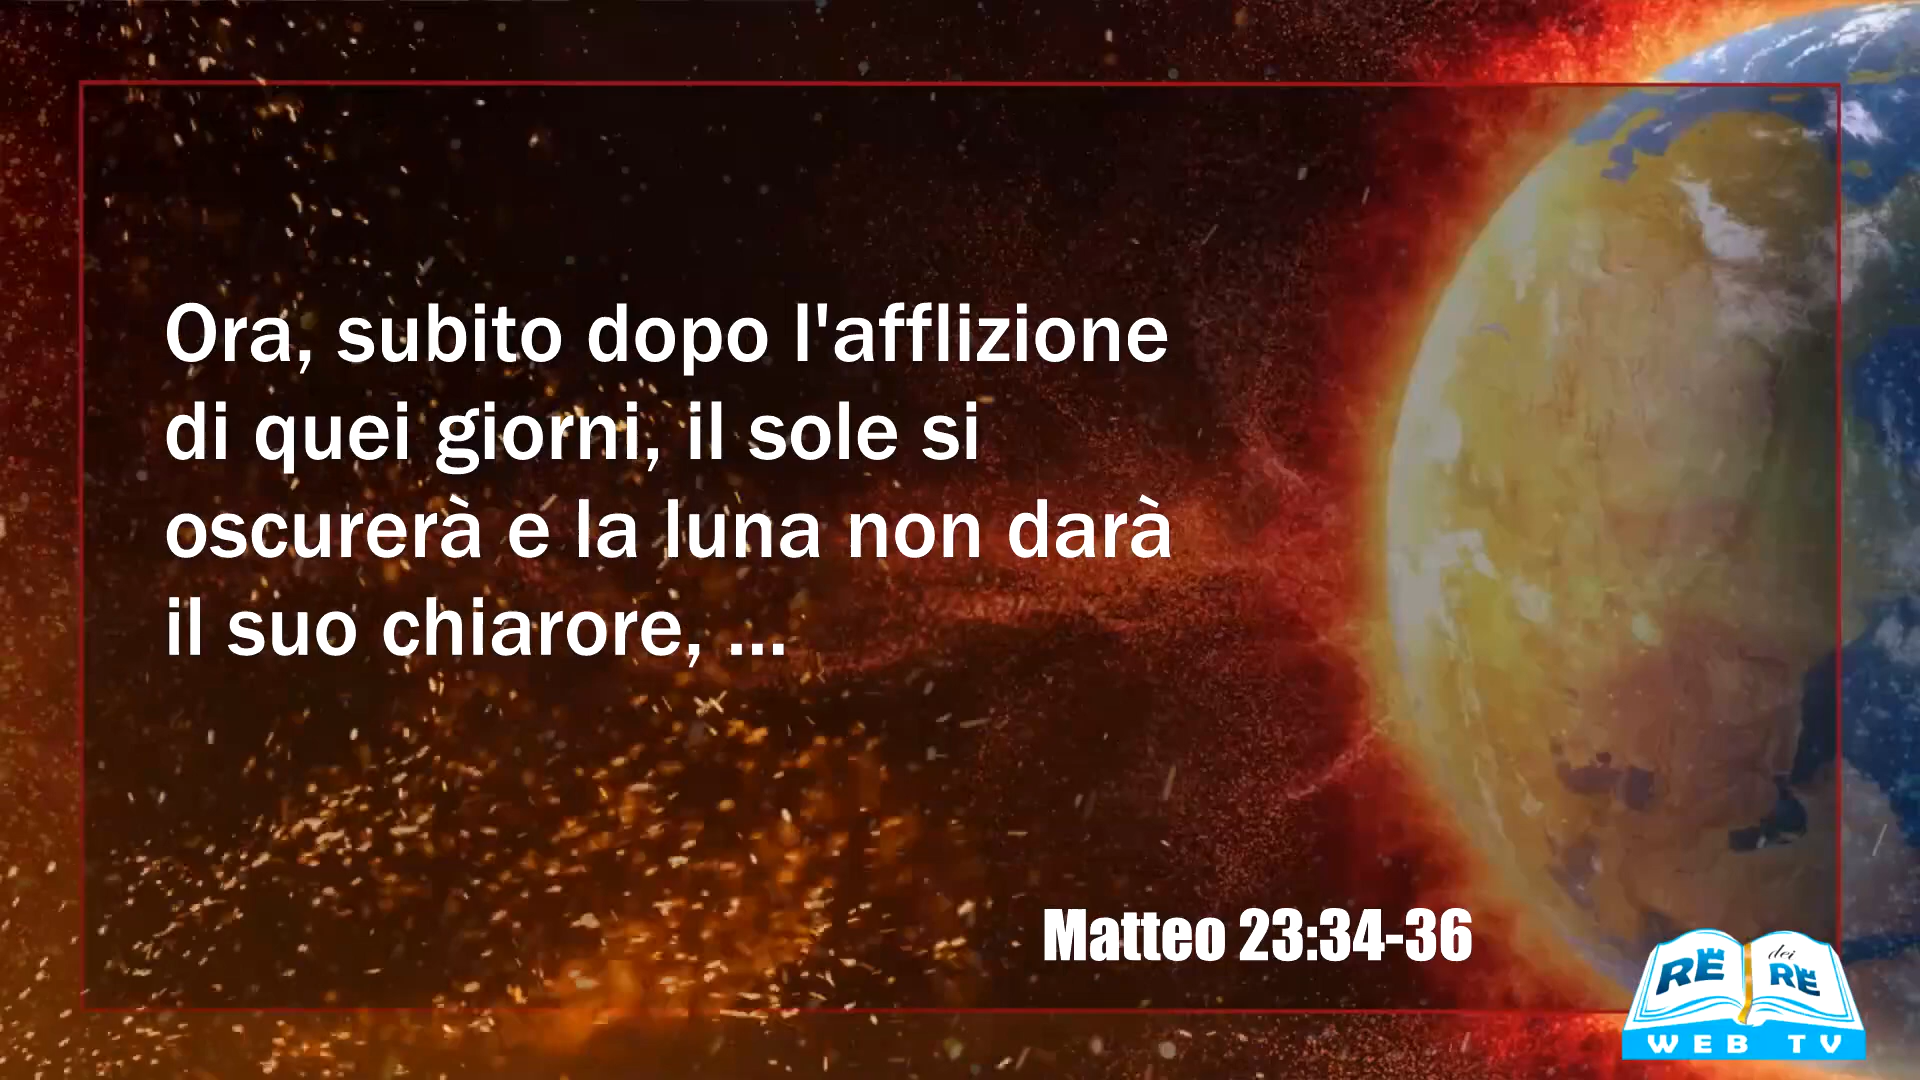 Ora, subito dopo l'afflizione
di quei giorni, il sole si
oscurerà e la luna non darà
il suo chiarore, ...
Matteo 23:34-36
RE dei RE
WEB TV